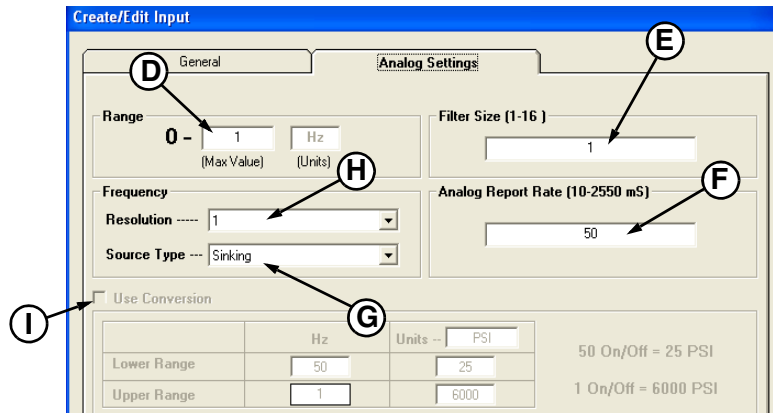 Create/Edit Input
General
Analog Settings
D
E
Range
0 - 1 Hz
(Max Value) (Units)
Filter Size (1-16 )
1
H
F
Frequency
Resolution ----- 1
Source Type --- Sinking
Analog Report Rate (10-2550 mS)
50
I
G
Use Conversion
Hz Units -- PSI
Lower Range 50 25
Upper Range 1 6000
50 On/Off = 25 PSI
1 On/Off = 6000 PSI